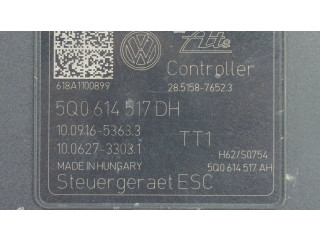 Ate
618A1100899
Controller
28.5158-7652.3
5Q0 614 517 DH
10.0916-5363.3
TT1
10.0627-3303.1
H62/S0754
MADE IN HUNGARY
5Q0 614 517 AH
Steuergeraet ESC